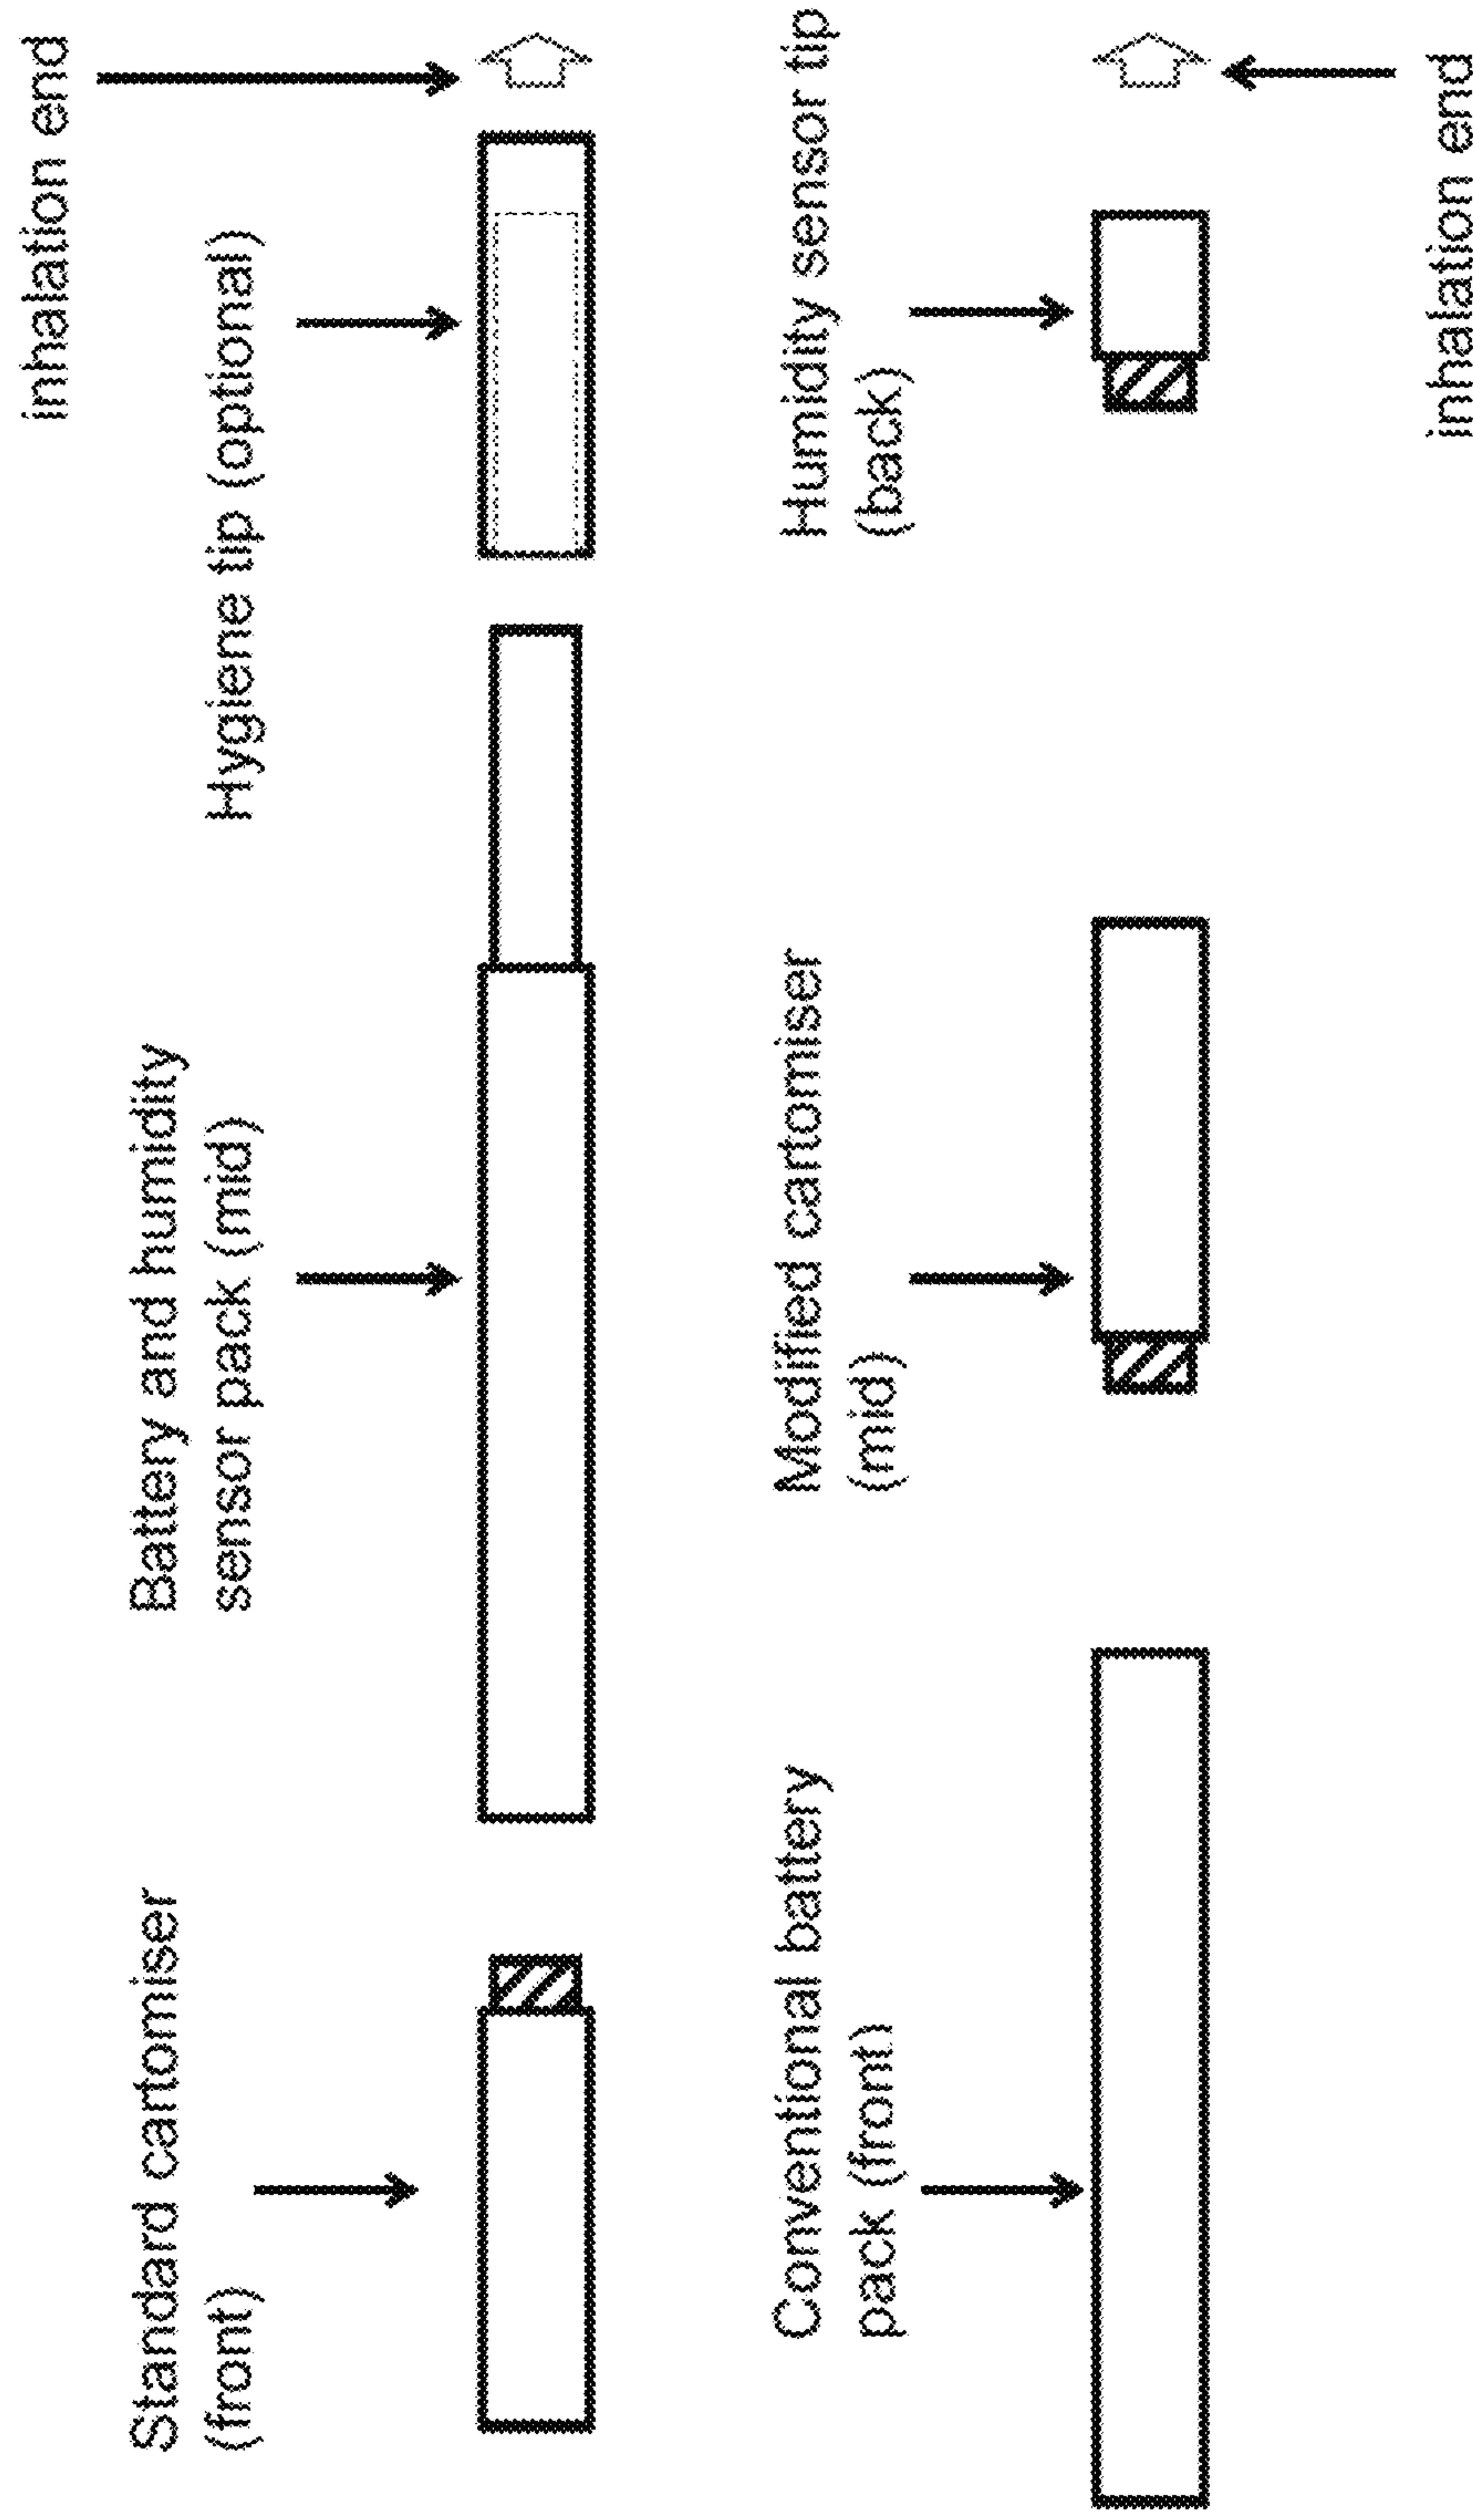 Standard cartomiser
(front)
Battery and humidity
sensor pack (mid)
Hygiene tip (optional)
inhalation end
Conventional battery
pack (front)
Modified cartomiser
(mid)
Humidity sensor tip
(back)
inhalation end